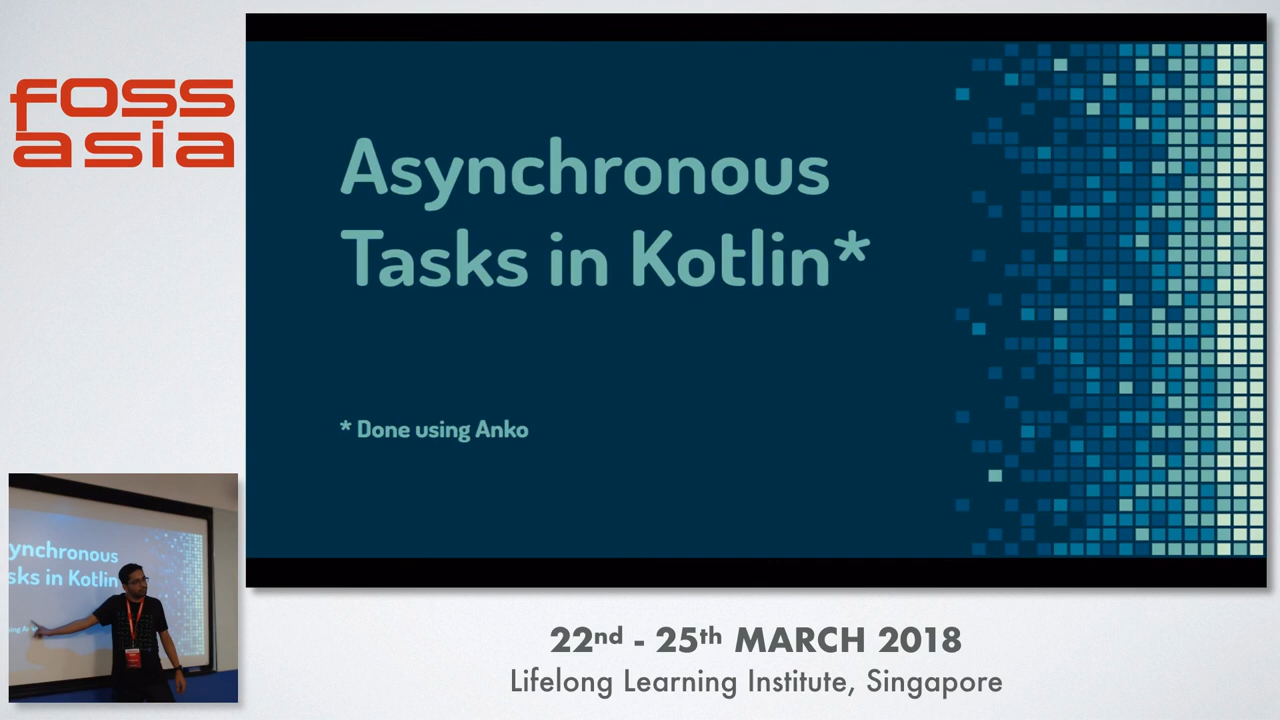 foss
asia
Asynchronous
Tasks in Kotlin*
* Done using Anko
ynchronous
sks in Kotlin
22nd - 25th MARCH 2018
Lifelong Learning Institute, Singapore